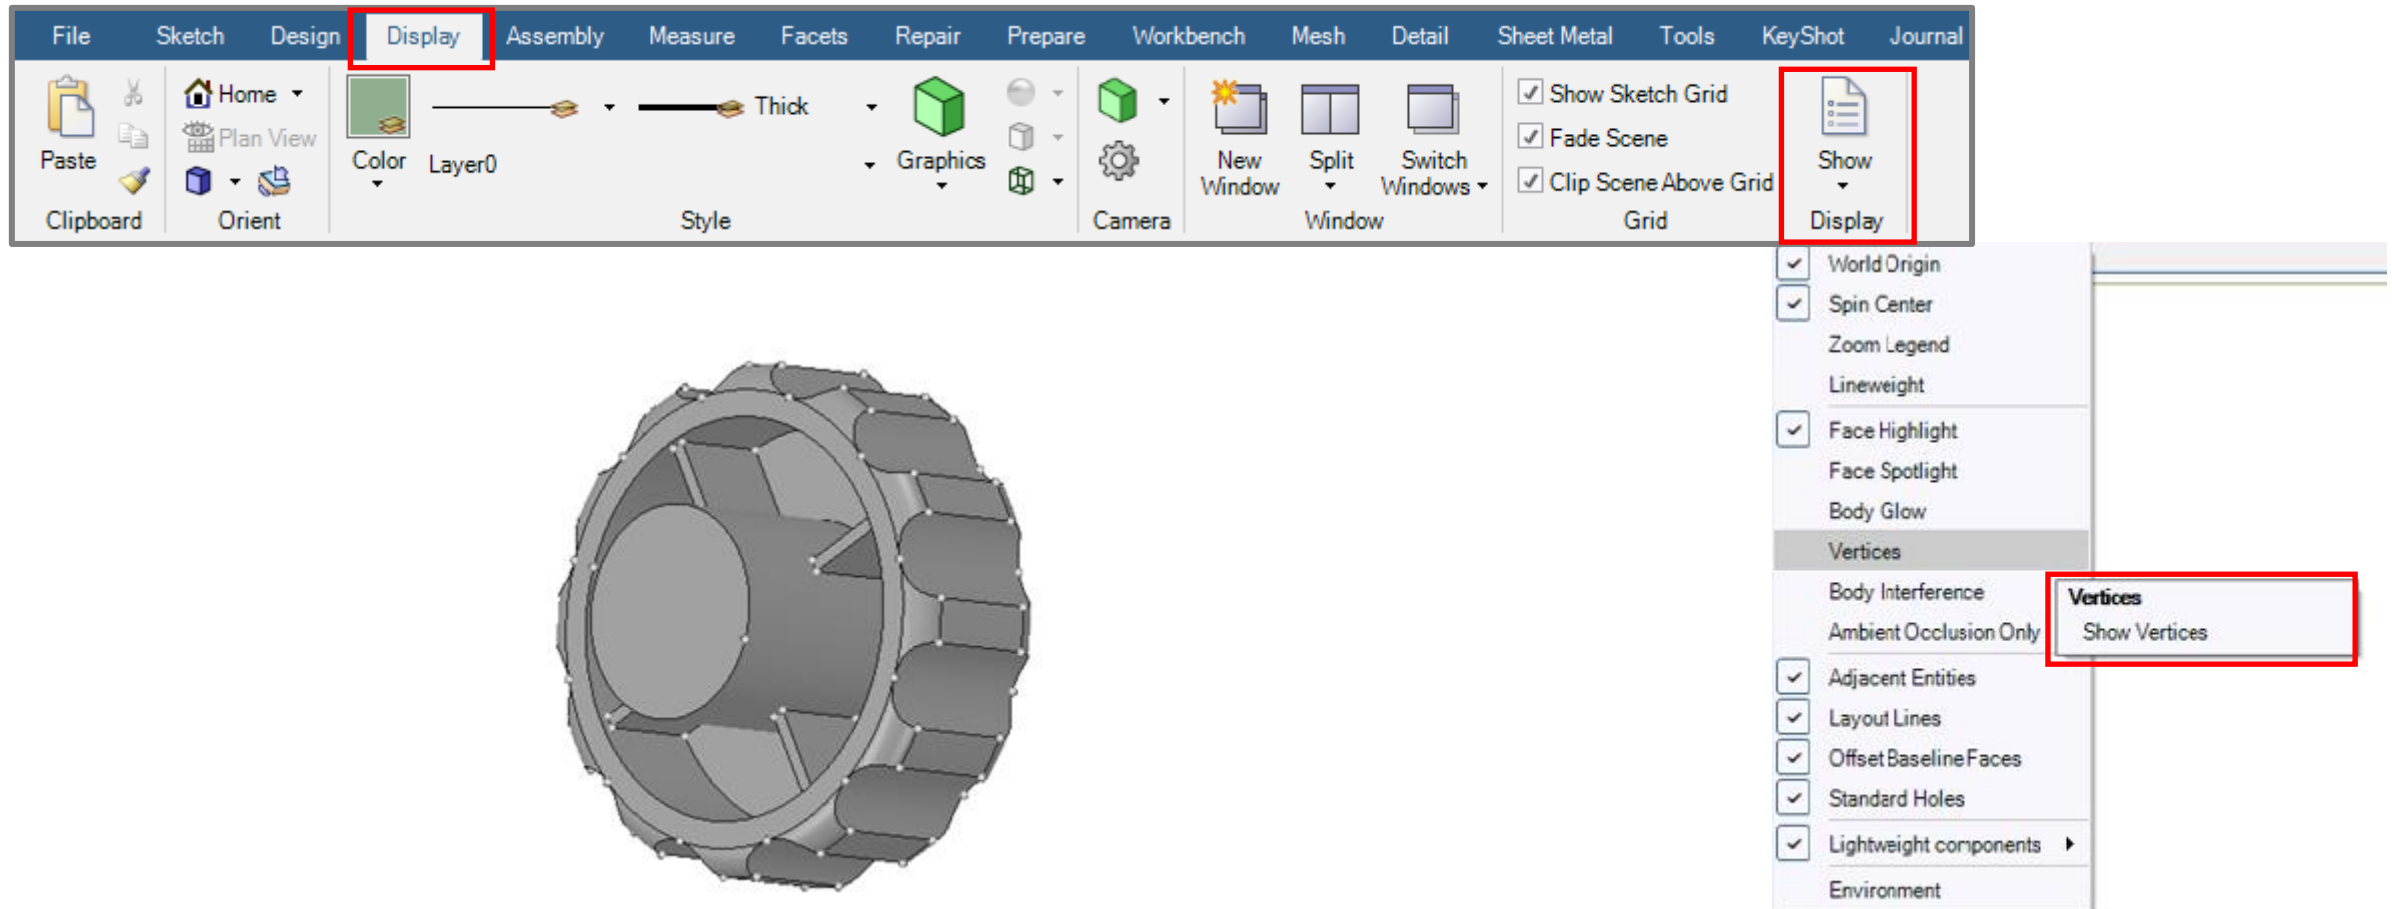 File Sketch Design Display Assembly Measure Facets Repair Prepare Workbench Mesh Detail Sheet Metal Tools KeyShot Journal
Paste
Clipboard
Home
Plan View
Orient
Color
Layer0
Thick
Graphics
Style
Camera
New
Window
Split
Switch
Windows
Window
Show Sketch Grid
Fade Scene
Clip Scene Above Grid
Grid
Show
Display
World Origin
Spin Center
Zoom Legend
Lineweight
Face Highlight
Face Spotlight
Body Glow
Vertices
Body Interference
Ambient Occlusion Only
Vertices
Show Vertices
Adjacent Entities
Layout Lines
Offset Baseline Faces
Standard Holes
Lightweight components
Environment